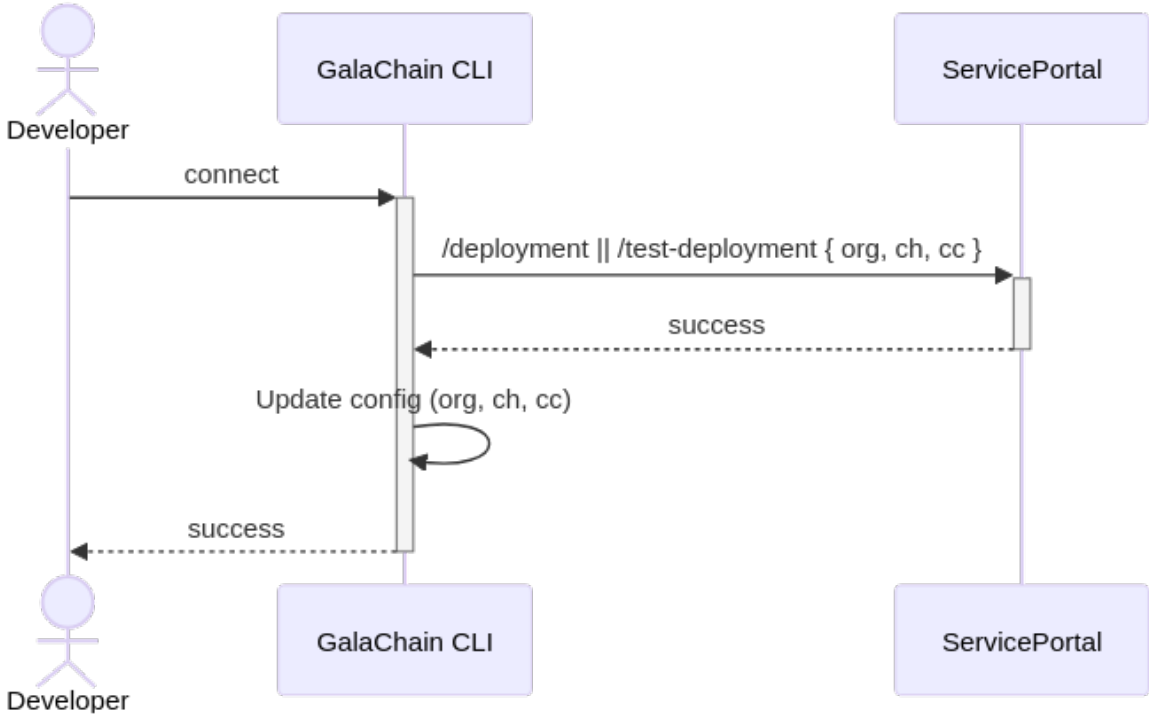 GalaChain CLI
ServicePortal
Developer
connect
/deployment || /test-deployment { org, ch, cc }
success
Update config (org, ch, cc)
success
GalaChain CLI
ServicePortal
Developer